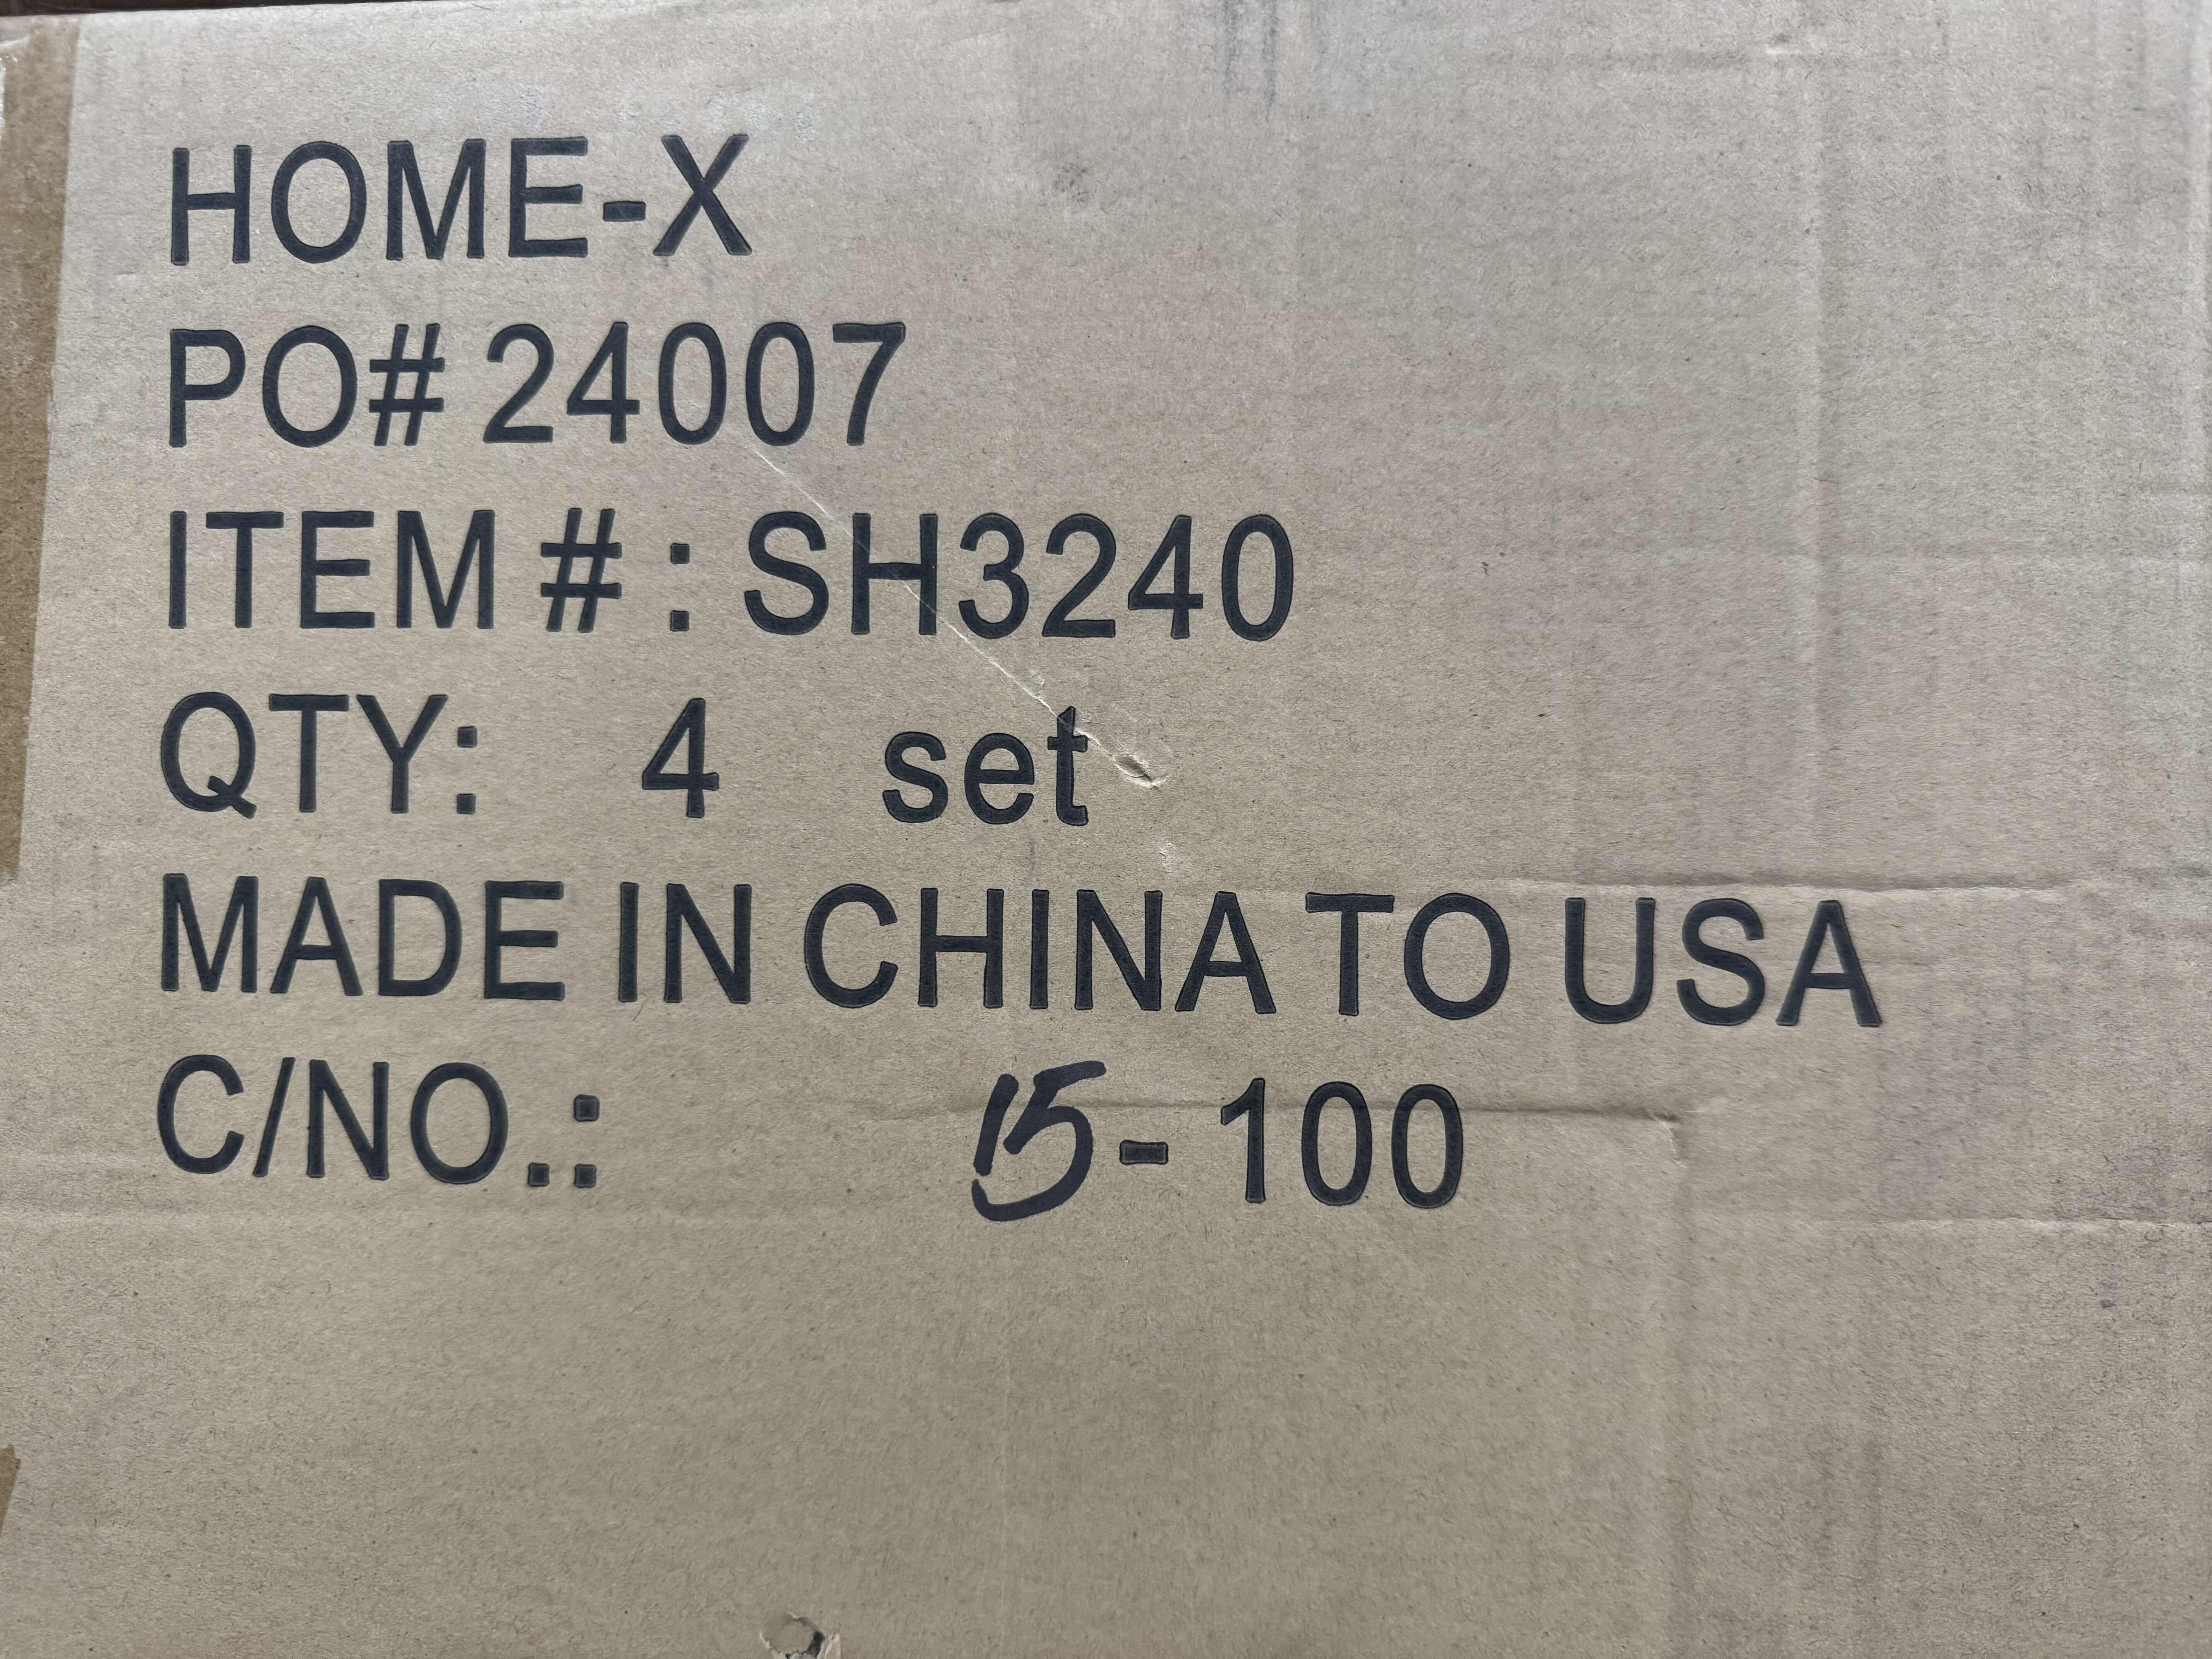 HOME-X
PO# 24007
ITEM # : SH3240
QTY: 4 set
MADE IN CHINA TO USA
C/NO.: 15-100